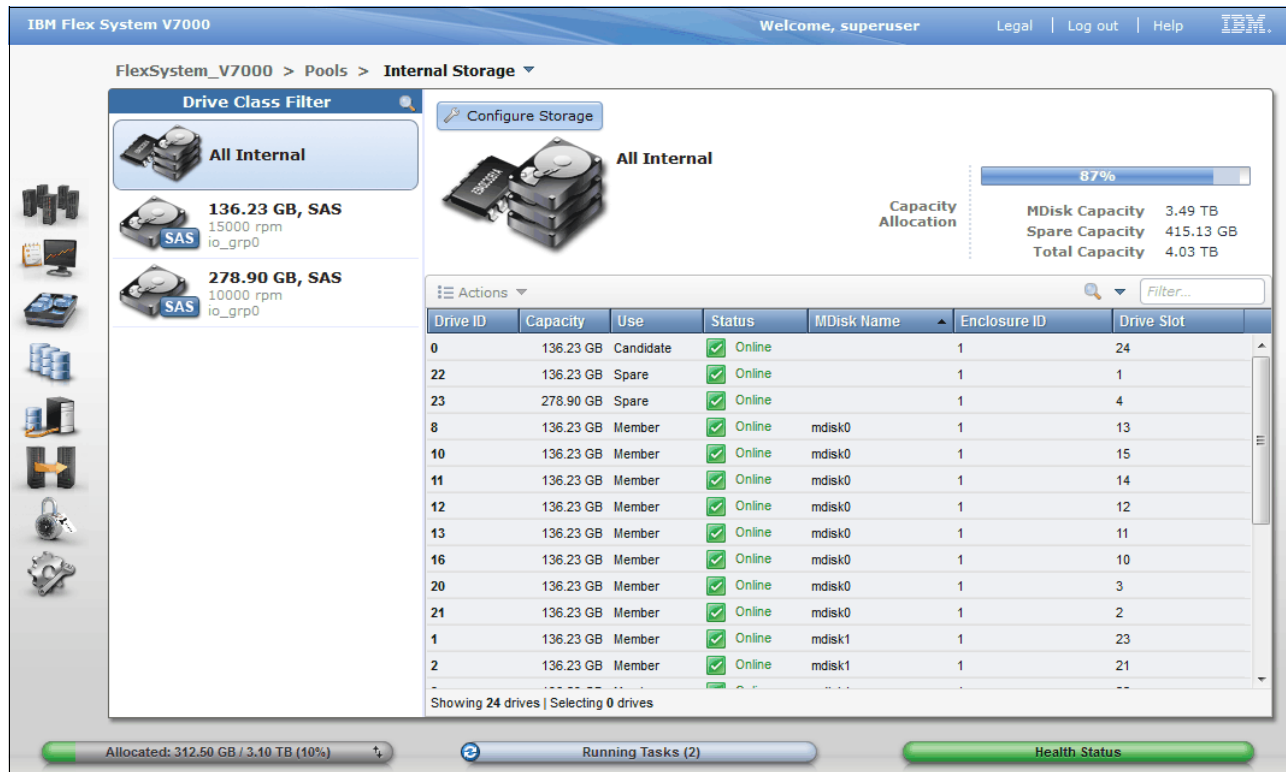 IBM Flex System V7000
Welcome, superuser
Legal | Log out | Help
IBM.
FlexSystem_V7000 > Pools > Internal Storage
Drive Class Filter
All Internal
136.23 GB, SAS
15000 rpm
io_grp0
SAS
278.90 GB, SAS
10000 rpm
io_grp0
SAS
Configure Storage
All Internal
Capacity Allocation
87%
MDisk Capacity 3.49 TB
Spare Capacity 415.13 GB
Total Capacity 4.03 TB
Actions
Filter...
Drive ID Capacity Use Status MDisk Name Enclosure ID Drive Slot
0 136.23 GB Candidate Online 1 24
22 136.23 GB Spare Online 1 1
23 278.90 GB Spare Online 1 4
8 136.23 GB Member Online mdisk0 1 13
10 136.23 GB Member Online mdisk0 1 15
11 136.23 GB Member Online mdisk0 1 14
12 136.23 GB Member Online mdisk0 1 12
13 136.23 GB Member Online mdisk0 1 11
16 136.23 GB Member Online mdisk0 1 10
20 136.23 GB Member Online mdisk0 1 3
21 136.23 GB Member Online mdisk0 1 2
1 136.23 GB Member Online mdisk1 1 23
2 136.23 GB Member Online mdisk1 1 21
Showing 24 drives | Selecting 0 drives
Allocated: 312.50 GB / 3.10 TB (10%)
Running Tasks (2)
Health Status